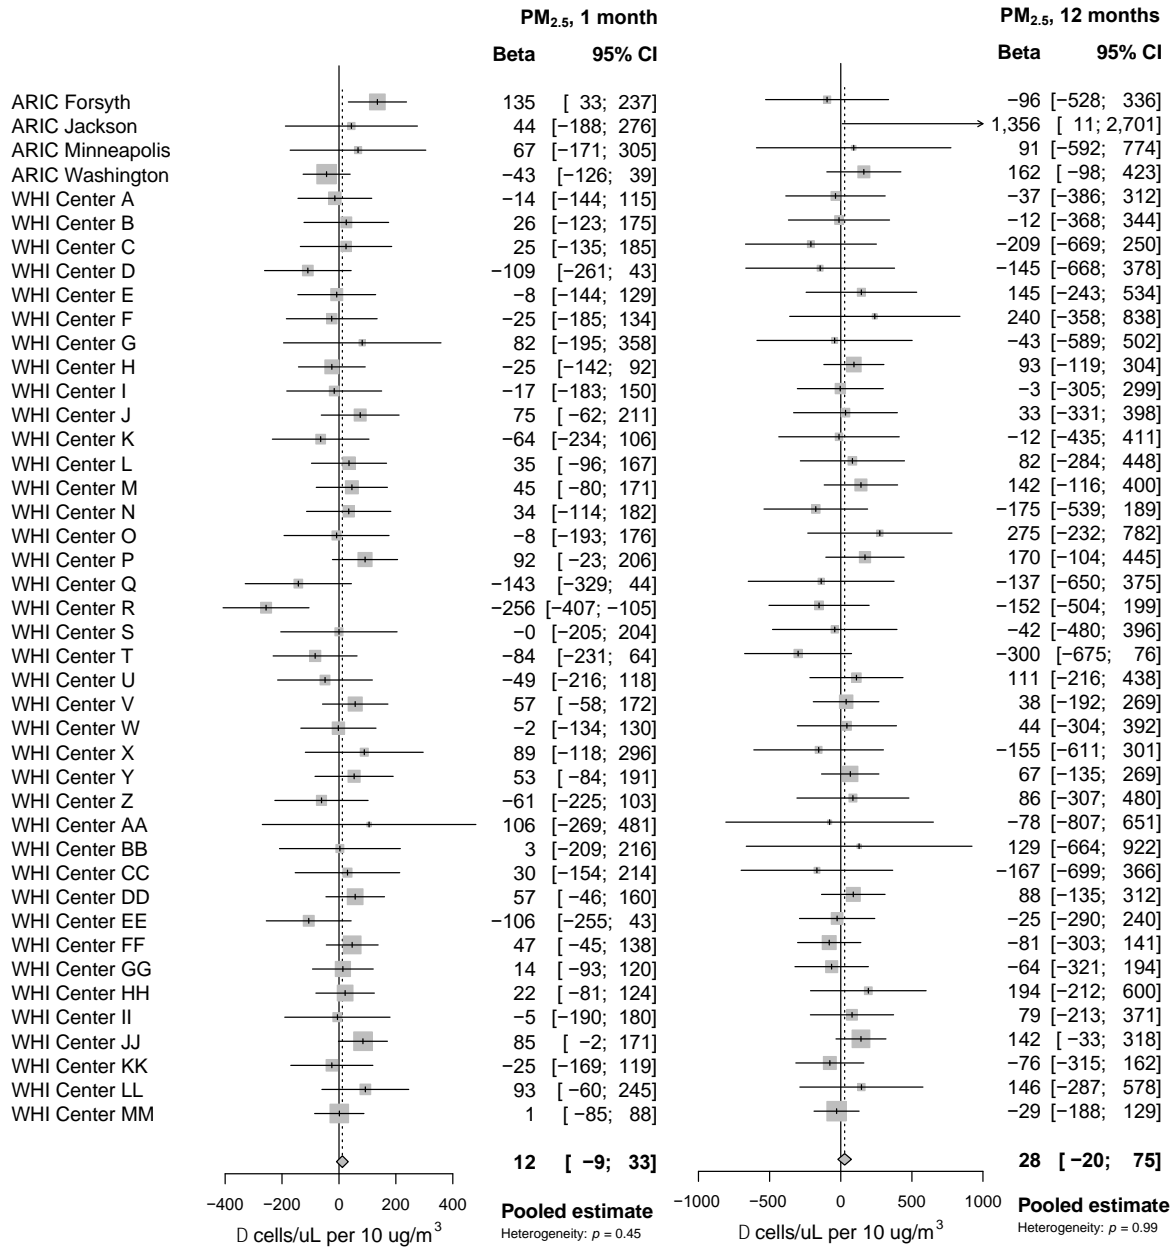 PM2.5, 1 month PM2.5, 12 months
Beta 95% CI Beta 95% CI
ARIC Forsyth 135 [ 33; 237] −96 [−528; 336]
ARIC Jackson 44 [−188; 276] 1,356 [ 11; 2,701]
ARIC Minneapolis 67 [−171; 305] 91 [−592; 774]
ARIC Washington −43 [−126; 39] 162 [ −98; 423]
WHI Center A −14 [−144; 115] −37 [−386; 312]
WHI Center B 26 [−123; 175] −12 [−368; 344]
WHI Center C 25 [−135; 185] −209 [−669; 250]
WHI Center D −109 [−261; 43] −145 [−668; 378]
WHI Center E −8 [−144; 129] 145 [−243; 534]
WHI Center F −25 [−185; 134] 240 [−358; 838]
WHI Center G 82 [−195; 358] −43 [−589; 502]
WHI Center H −25 [−142; 92] 93 [−119; 304]
WHI Center I −17 [−183; 150] −3 [−305; 299]
WHI Center J 75 [ −62; 211] 33 [−331; 398]
WHI Center K −64 [−234; 106] −12 [−435; 411]
WHI Center L 35 [ −96; 167] 82 [−284; 448]
WHI Center M 45 [ −80; 171] 142 [−116; 400]
WHI Center N 34 [−114; 182] −175 [−539; 189]
WHI Center O −8 [−193; 176] 275 [−232; 782]
WHI Center P 92 [ −23; 206] 170 [−104; 445]
WHI Center Q −143 [−329; 44] −137 [−650; 375]
WHI Center R −256 [−407; −105] −152 [−504; 199]
WHI Center S −0 [−205; 204] −42 [−480; 396]
WHI Center T −84 [−231; 64] −300 [−675; 76]
WHI Center U −49 [−216; 118] 111 [−216; 438]
WHI Center V 57 [ −58; 172] 38 [−192; 269]
WHI Center W −2 [−134; 130] 44 [−304; 392]
WHI Center X 89 [−118; 296] −155 [−611; 301]
WHI Center Y 53 [ −84; 191] 67 [−135; 269]
WHI Center Z −61 [−225; 103] 86 [−307; 480]
WHI Center AA 106 [−269; 481] −78 [−807; 651]
WHI Center BB 3 [−209; 216] 129 [−664; 922]
WHI Center CC 30 [−154; 214] −167 [−699; 366]
WHI Center DD 57 [ −46; 160] 88 [−135; 312]
WHI Center EE −106 [−255; 43] −25 [−290; 240]
WHI Center FF 47 [ −45; 138] −81 [−303; 141]
WHI Center GG 14 [ −93; 120] −64 [−321; 194]
WHI Center HH 22 [ −81; 124] 194 [−212; 600]
WHI Center II −5 [−190; 180] 79 [−213; 371]
WHI Center JJ 85 [ −2; 171] 142 [ −33; 318]
WHI Center KK −25 [−169; 119] −76 [−315; 162]
WHI Center LL 93 [ −60; 245] 146 [−287; 578]
WHI Center MM 1 [ −85; 88] −29 [−188; 129]
12 [ −9; 33] 28 [ −20; 75]
−400 −200 0 200 400 −1000 −500 0 500 1000
Pooled estimate Pooled estimate
D cells/uL per 10 ug/m3 Heterogeneity: p = 0.45 D cells/uL per 10 ug/m3 Heterogeneity: p = 0.99